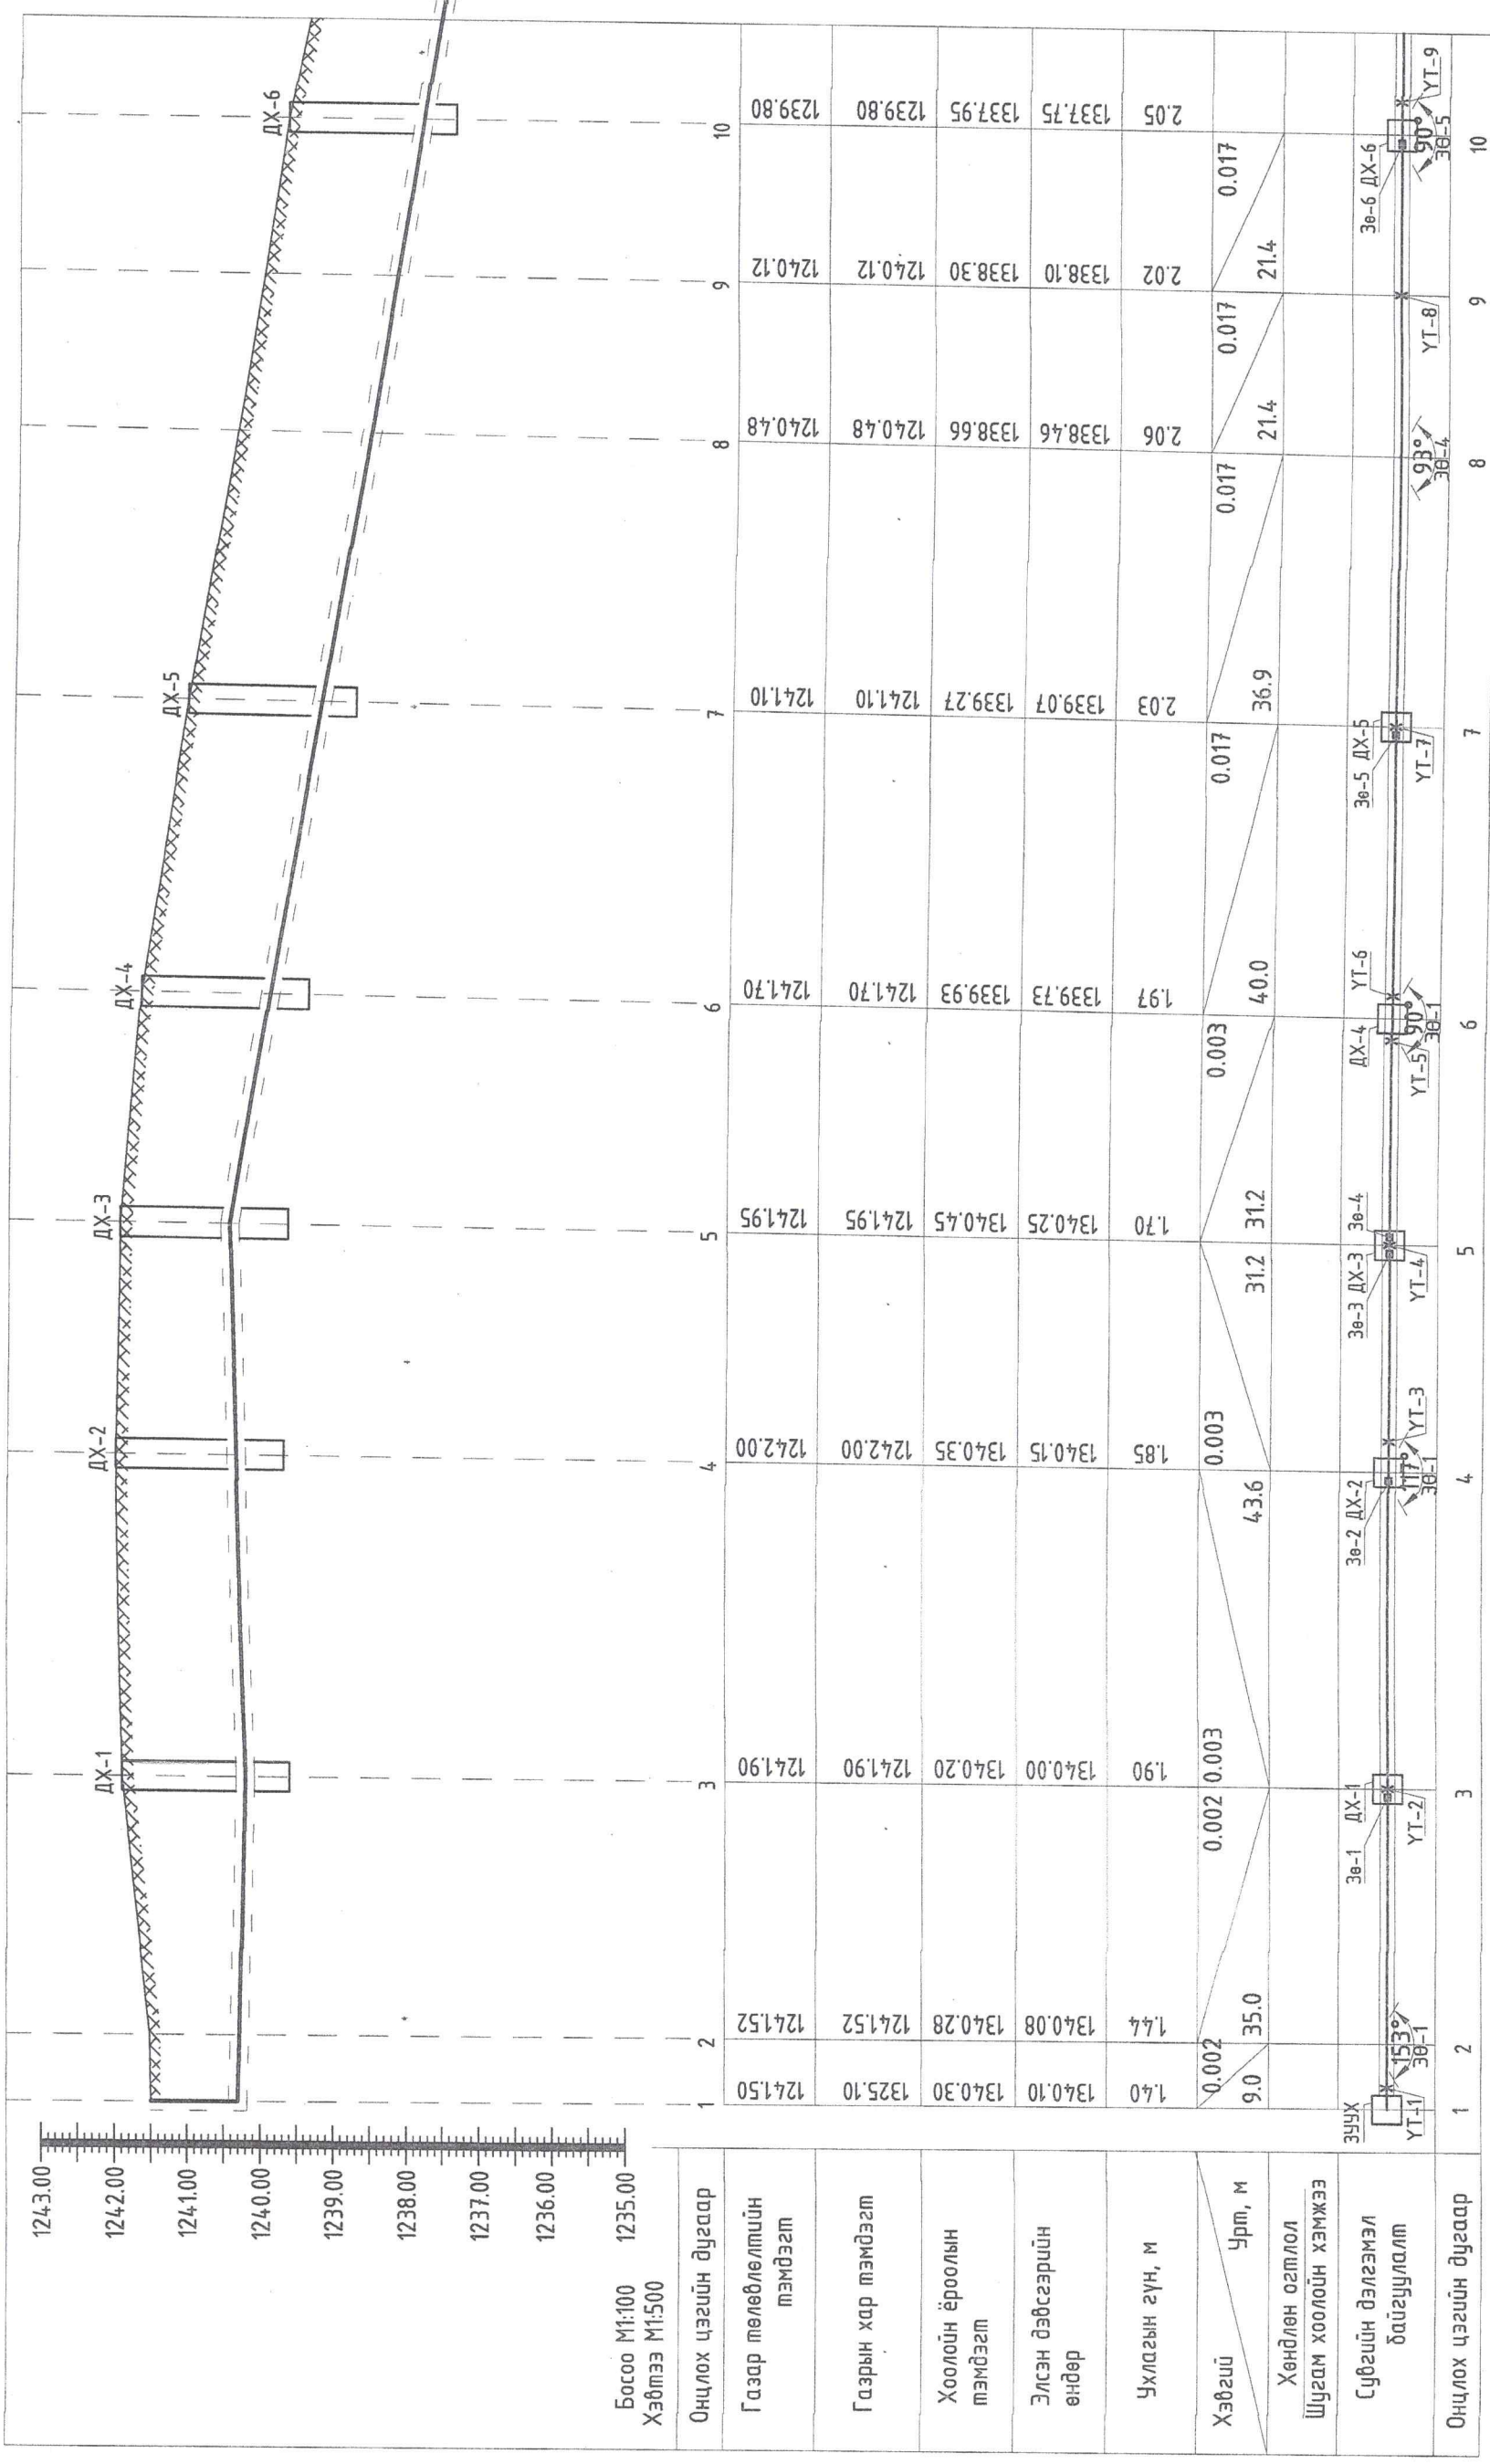 1243.00
1242.00
1241.00
1240.00
1239.00
1238.00
1237.00
1236.00
1235.00
Босоо М1:100
Хэвтээ М1:500
ДХ-1
ДХ-2
ДХ-3
ДХ-4
ДХ-5
ДХ-6
Онцлох цэгийн дугаар
1 2 3 4 5 6 7 8 9 10
Газар төлөвлөлтийн
тэмдэгт
1241.50 1241.52 1241.90 1242.00 1241.95 1241.70 1241.10 1240.48 1240.12 1239.80
Газрын хар тэмдэгт
1325.10 1241.52 1241.90 1242.00 1241.95 1241.70 1241.10 1240.48 1240.12 1239.80
Хоолойн ёроолын
тэмдэгт
1340.30 1340.28 1340.20 1340.35 1340.45 1339.93 1339.27 1338.66 1338.30 1337.95
Элсэн дэвсгэрийн
өндөр
1340.10 1340.08 1340.00 1340.15 1340.25 1339.73 1339.07 1338.46 1338.10 1337.75
Ухлагын гүн, м
1.40 1.44 1.90 1.85 1.70 1.97 2.03 2.06 2.02 2.05
Хэвгий
Урт, м
0.002 0.002 0.003 0.003 0.003 0.017 0.017 0.017 0.017
9.0 35.0 43.6 31.2 31.2 40.0 36.9 21.4 21.4
Хөндлөн огтлол
Шугам хоолойн хэмжээ
Сувгийн дэлгэмэл
байгуулалт
ЗУУХ
Зө-1 ДХ-1
Зө-2 ДХ-2
Зө-3 ДХ-3 Зө-4
ДХ-4 УТ-6
Зө-5 ДХ-5
Зө-6 ДХ-6
УТ-1
153°
ЗӨ-1
УТ-2
117°
ЗӨ-1
УТ-3
УТ-4
УТ-5
90°
ЗӨ-1
УТ-7
93°
ЗӨ-4
УТ-8
90°
ЗӨ-5
УТ-9
Онцлох цэгийн дугаар
1 2 3 4 5 6 7 8 9 10